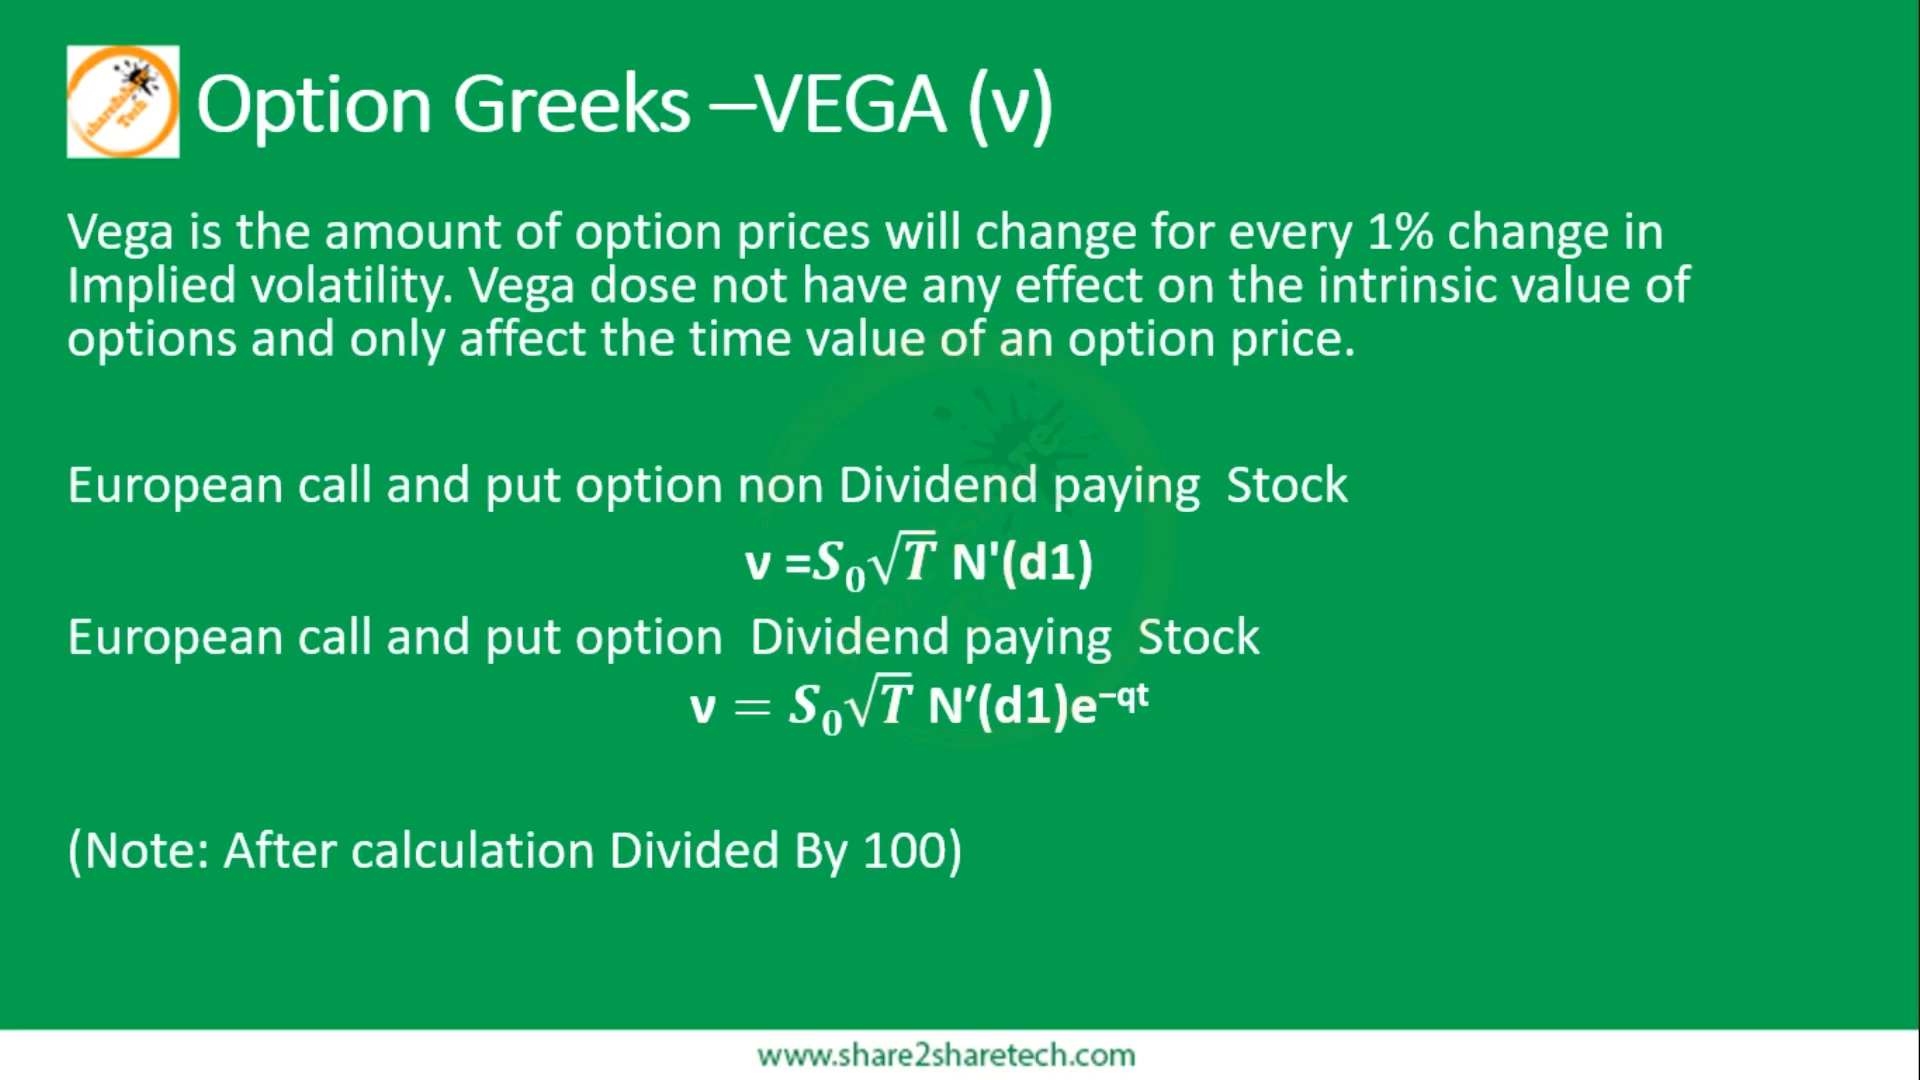 Option Greeks –VEGA (ν)
Vega is the amount of option prices will change for every 1% change in
Implied volatility. Vega dose not have any effect on the intrinsic value of
options and only affect the time value of an option price.
European call and put option non Dividend paying Stock
ν =S₀√T N'(d1)
European call and put option Dividend paying Stock
ν = S₀√T N′(d1)e⁻qt
(Note: After calculation Divided By 100)
www.share2sharetech.com